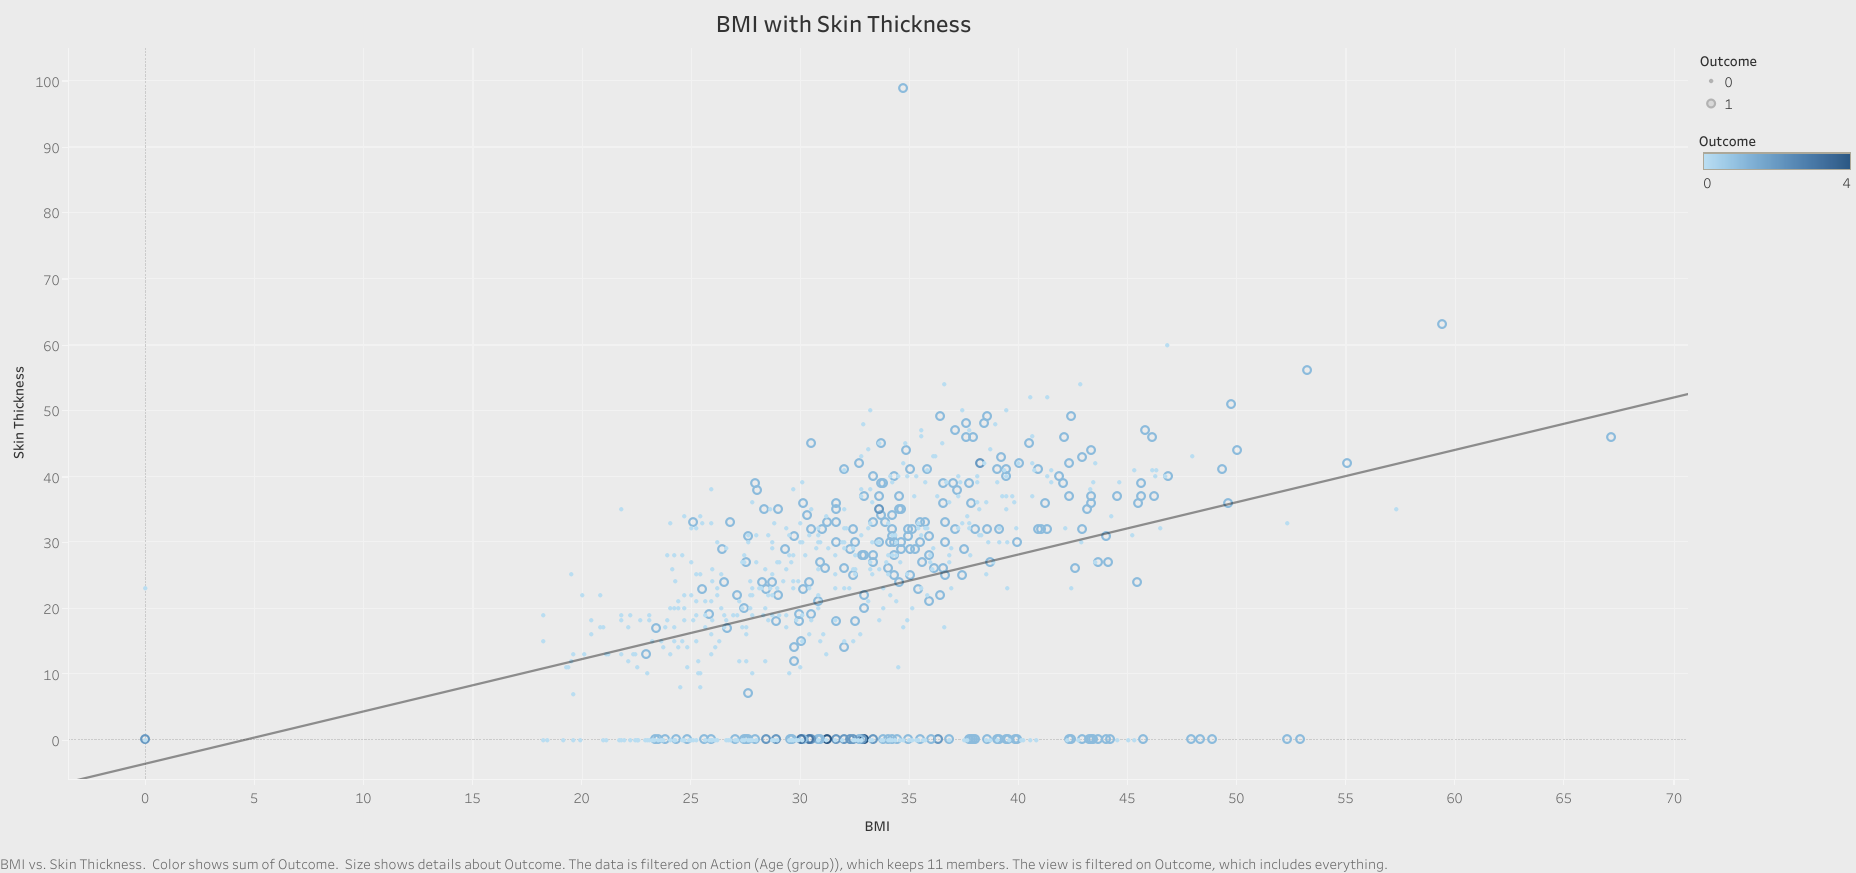 BMI with Skin Thickness
Outcome
0
1
Outcome
0 4
100
90
80
70
60
50
40
30
20
10
0
Skin Thickness
0 5 10 15 20 25 30 35 40 45 50 55 60 65 70
BMI
BMI vs. Skin Thickness.  Color shows sum of Outcome.  Size shows details about Outcome. The data is filtered on Action (Age (group)), which keeps 11 members. The view is filtered on Outcome, which includes everything.